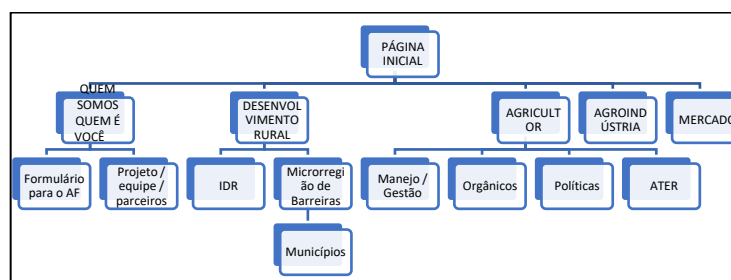 PÁGINA
INICIAL
QUEM
SOMOS
QUEM É
VOCÊ
DESENVOL
VIMENTO
RURAL
AGRICULT
OR
AGROIND
ÚSTRIA
MERCADO
Formulário
para o AF
Projeto /
equipe /
parceiros
IDR
Microrregi
ão de
Barreiras
Municípios
Manejo /
Gestão
Orgânicos
Políticas
ATER